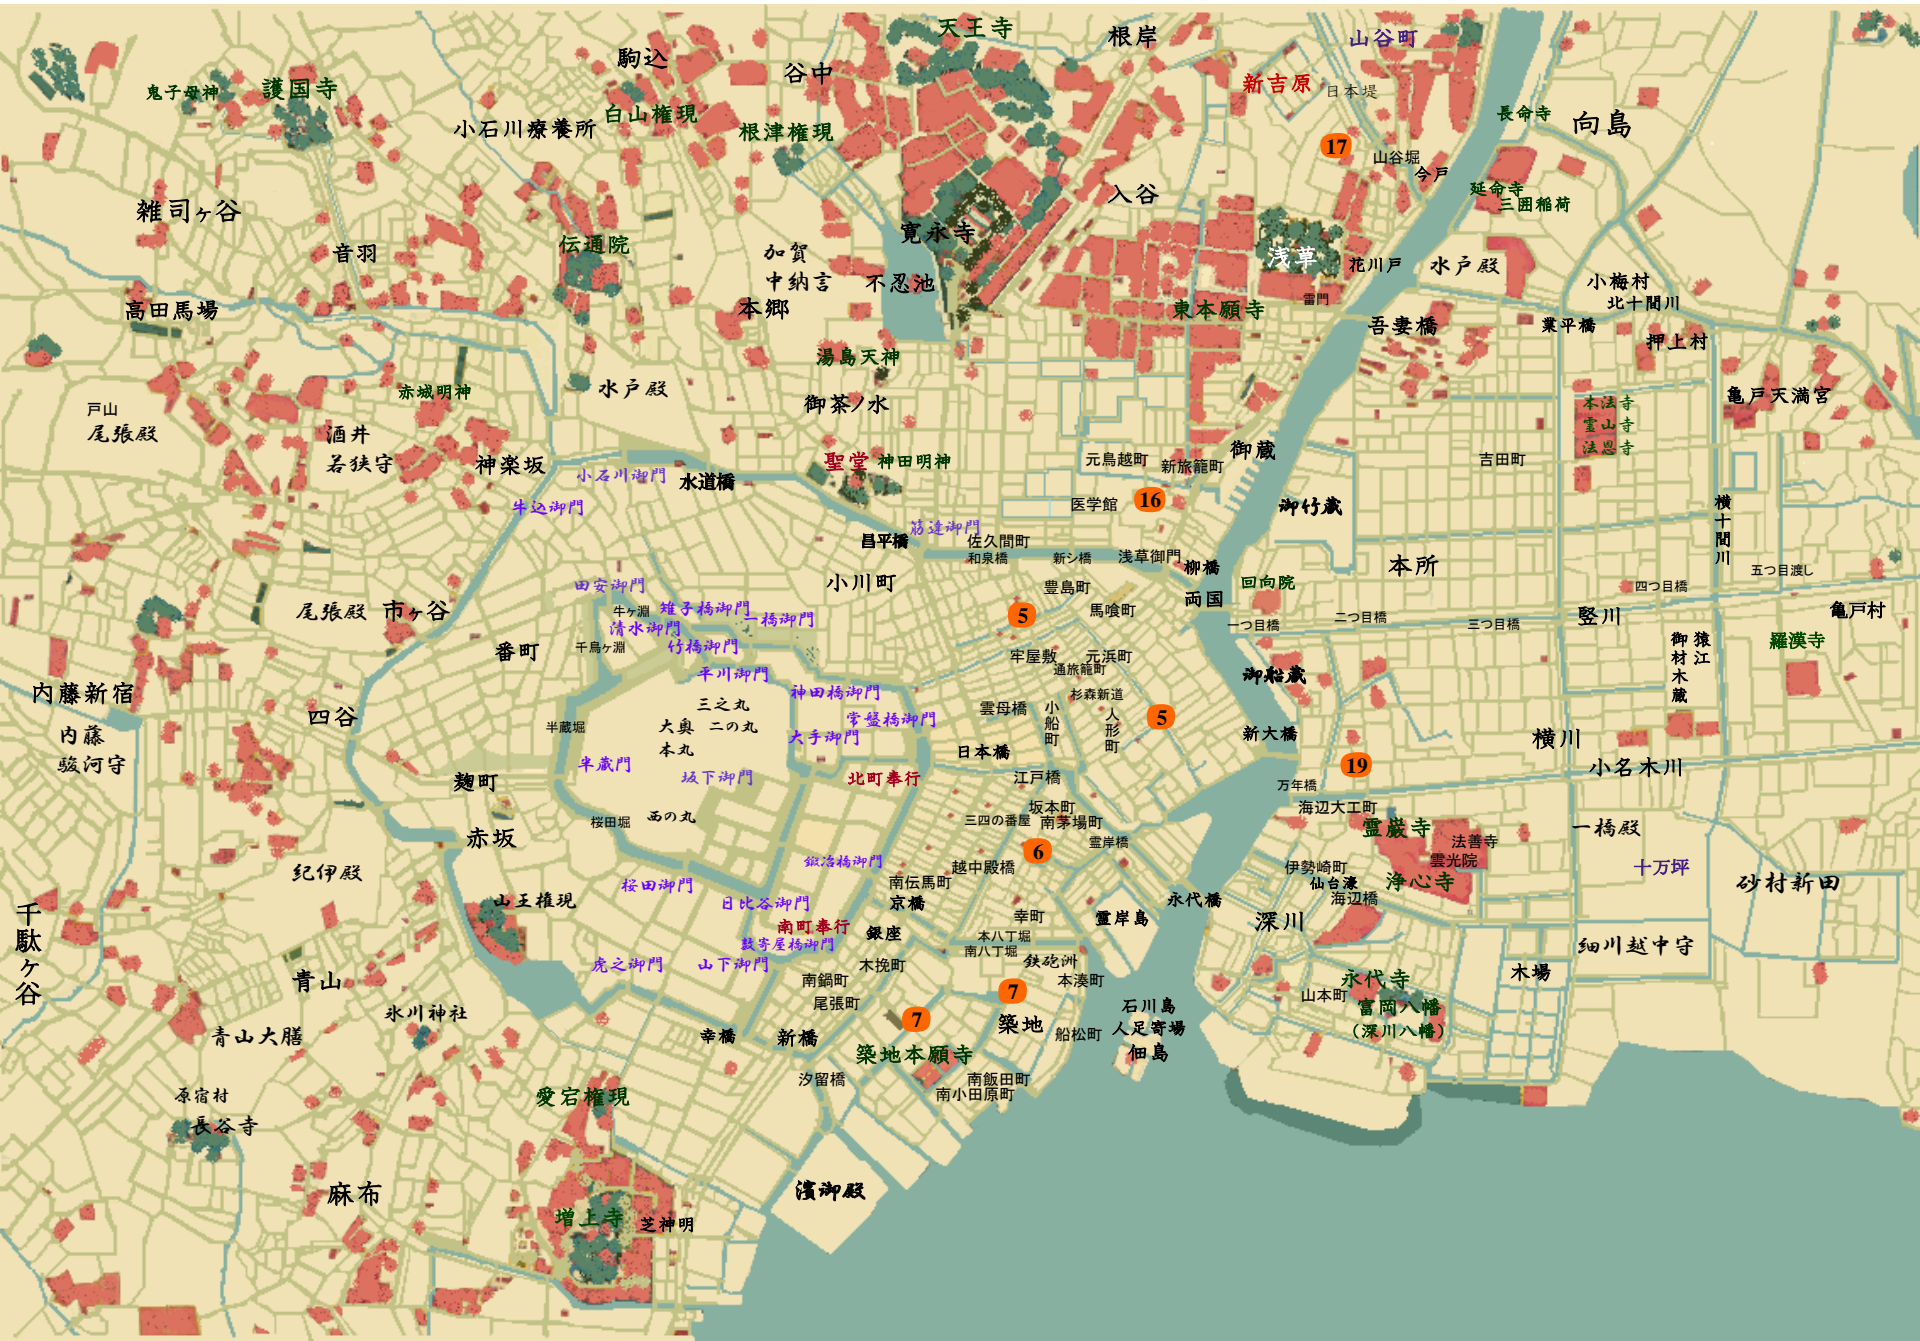 天王寺
根岸
山谷町
駒込
谷中
新吉原
日本堤
鬼子母神
護国寺
白山権現
根津権現
小石川療養所
長命寺
向島
17
山谷堀
今戸
延命寺
三囲稲荷
入谷
雑司ヶ谷
音羽
伝通院
加賀
中納言
本郷
寛永寺
不忍池
浅草
花川戸
水戸殿
雷門
東本願寺
吾妻橋
小梅村
北十間川
業平橋
押上村
高田馬場
湯島天神
赤城明神
水戸殿
御茶ノ水
戸山
尾張殿
酒井
若狭守
神楽坂
小石川御門
水道橋
聖堂
神田明神
元鳥越町
新旅籠町
御蔵
本法寺
霊山寺
法恩寺
亀戸天満宮
吉田町
牛込御門
筋違御門
昌平橋
佐久間町
和泉橋
新シ橋
医学館
16
浅草御門
柳橋
両国
御竹蔵
横十間川
本所
回向院
五つ目渡し
四つ目橋
竪川
亀戸村
一つ目橋
二つ目橋
三つ目橋
小川町
豊島町
馬喰町
5
田安御門
牛ヶ淵
雉子橋御門
一橋御門
清水御門
竹橋御門
千鳥ヶ淵
平川御門
神田橋御門
常盤橋御門
大手御門
尾張殿
市ヶ谷
番町
牢屋敷
元浜町
通旅籠町
杉森新道
御船蔵
猿江
御材木蔵
羅漢寺
内藤新宿
内藤
駿河守
四谷
三之丸
大奥
二の丸
本丸
半蔵堀
半蔵門
坂下御門
北町奉行
雲母橋
小船町
人形町
5
日本橋
江戸橋
新大橋
19
万年橋
横川
小名木川
麹町
桜田堀
西の丸
坂本町
三四の番屋
南茅場町
霊岸橋
6
海辺大工町
霊巌寺
法善寺
雲光院
浄心寺
一橋殿
十万坪
砂村新田
赤坂
紀伊殿
鍛冶橋御門
越中殿橋
南伝馬町
京橋
桜田御門
日比谷御門
南町奉行
数寄屋橋御門
銀座
伊勢崎町
仙台濠
海辺橋
永代橋
霊岸島
深川
千駄ヶ谷
山王権現
虎之御門
山下御門
木挽町
幸町
本八丁堀
南八丁堀
鉄砲洲
本湊町
細川越中守
木場
青山
氷川神社
青山大膳
南鍋町
尾張町
7
7
築地
船松町
石川島
人足寄場
佃島
永代寺
山本町
富岡八幡
(深川八幡)
幸橋
新橋
汐留橋
築地本願寺
南飯田町
南小田原町
原宿村
長谷寺
愛宕権現
麻布
濱御殿
増上寺
芝神明